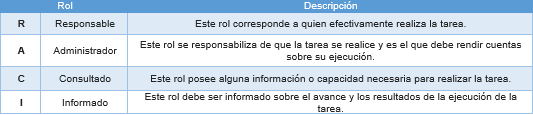 Rol Descripción
R Responsable Este rol corresponde a quien efectivamente realiza la tarea.
A Administrador Este rol se responsabiliza de que la tarea se realice y es el que debe rendir cuentas
sobre su ejecución.
C Consultado Este rol posee alguna información o capacidad necesaria para realizar la tarea.
I Informado Este rol debe ser informado sobre el avance y los resultados de la ejecución de la
tarea.